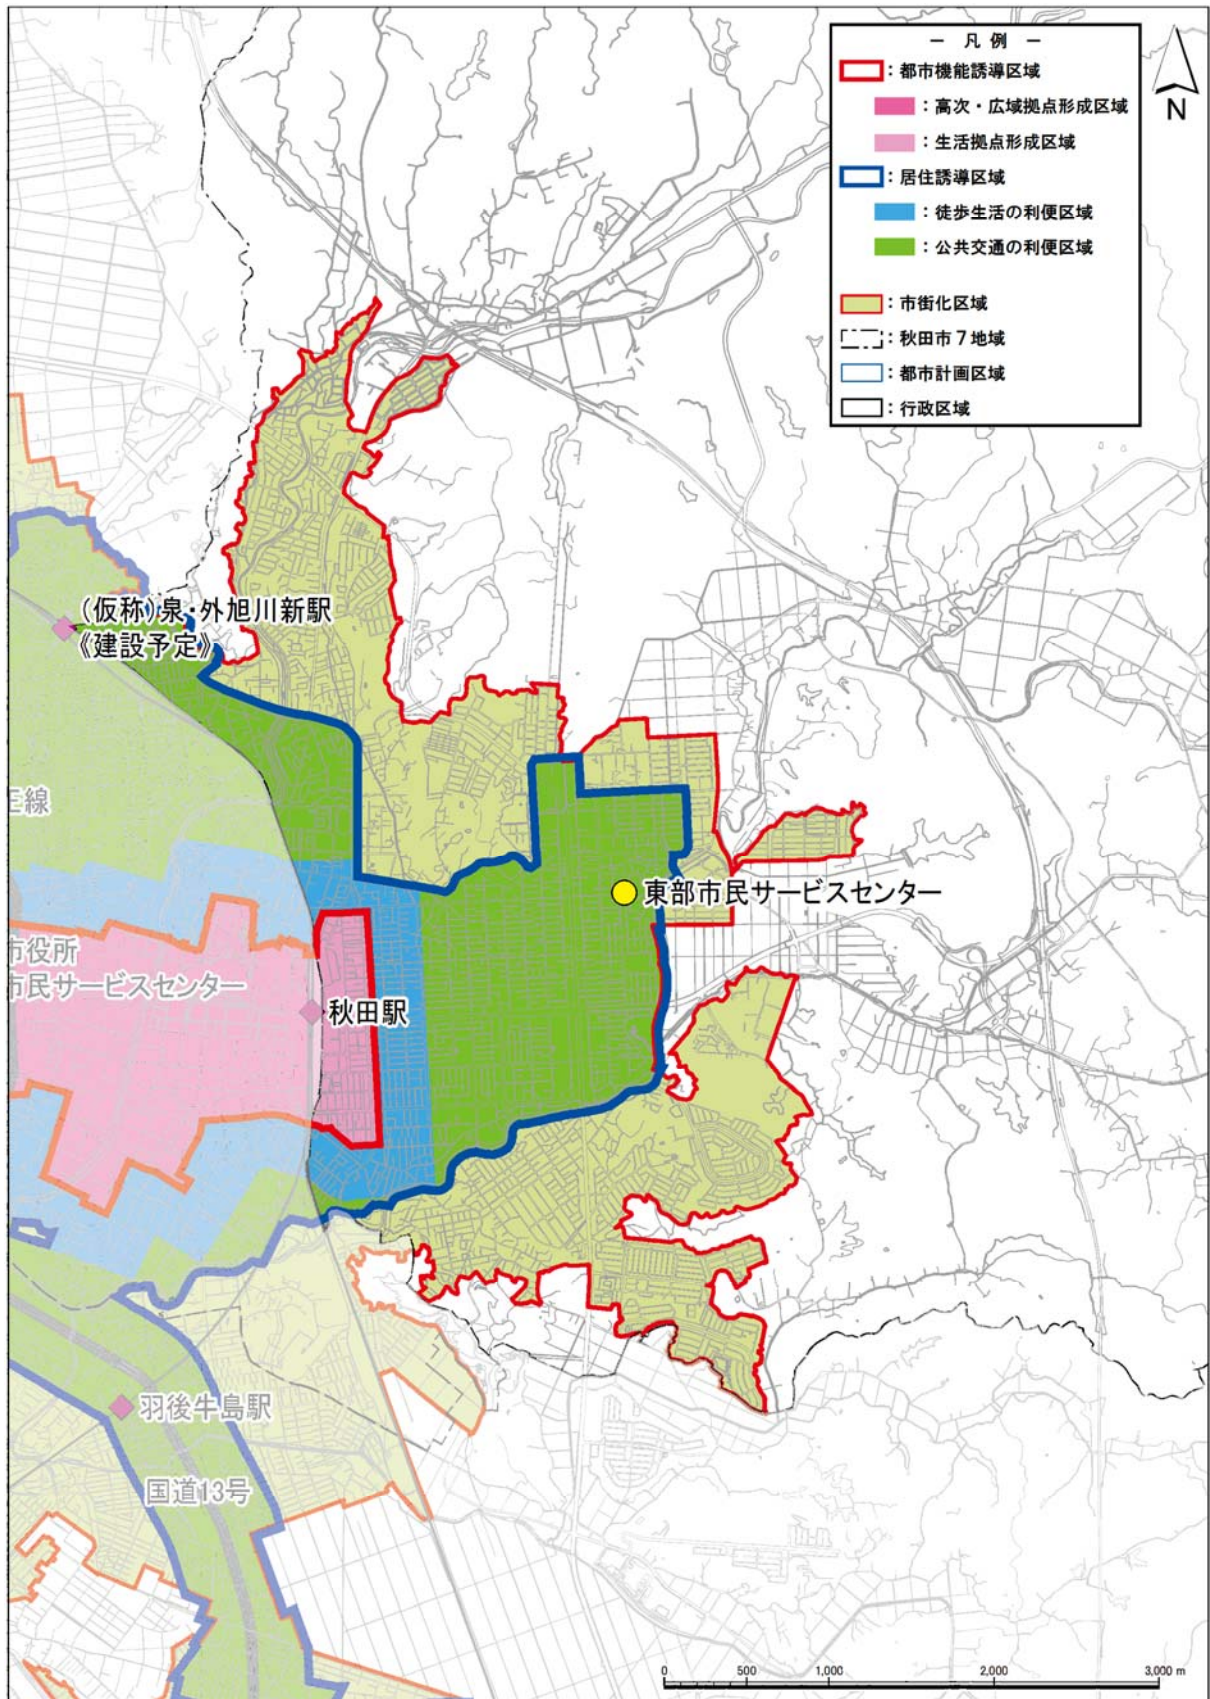 － 凡 例 －
：都市機能誘導区域
：高次・広域拠点形成区域
：生活拠点形成区域
：居住誘導区域
：徒歩生活の利便区域
：公共交通の利便区域
：市街化区域
：秋田市７地域
：都市計画区域
：行政区域
N
（仮称）泉・外旭川新駅
《建設予定》
線
東部市民サービスセンター
市役所
市民サービスセンター
秋田駅
羽後牛島駅
国道13号
0 500 1,000 2,000 3,000 m